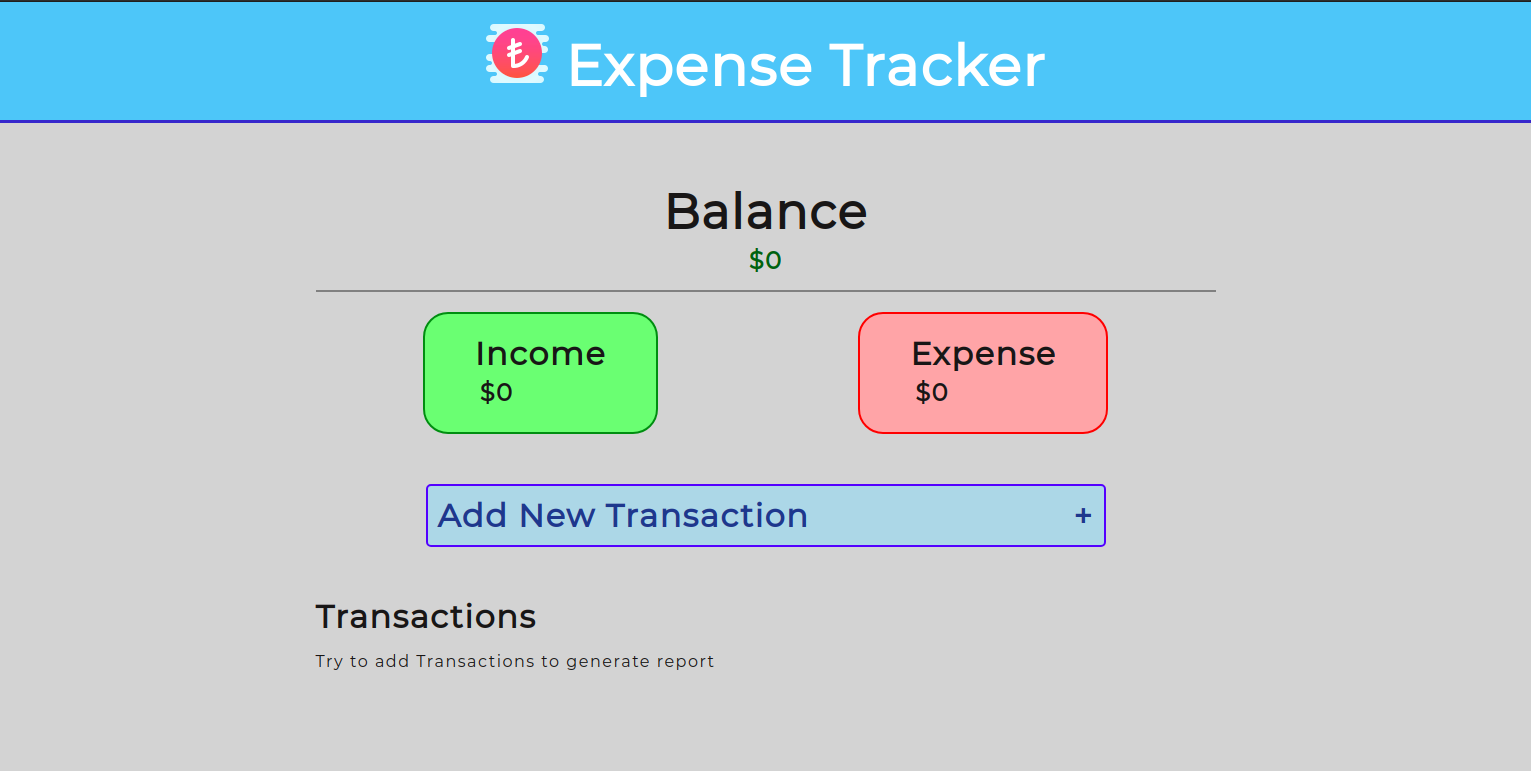 ₺ Expense Tracker
Balance
$0
Income
$0
Expense
$0
Add New Transaction +
Transactions
Try to add Transactions to generate report